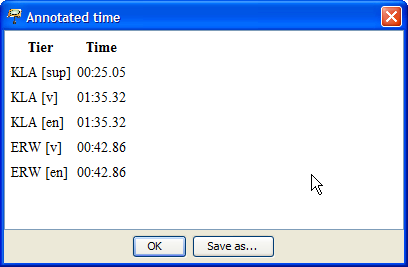 Annotated time
Tier Time
KLA [sup] 00:25.05
KLA [v] 01:35.32
KLA [en] 01:35.32
ERW [v] 00:42.86
ERW [en] 00:42.86
OK Save as...